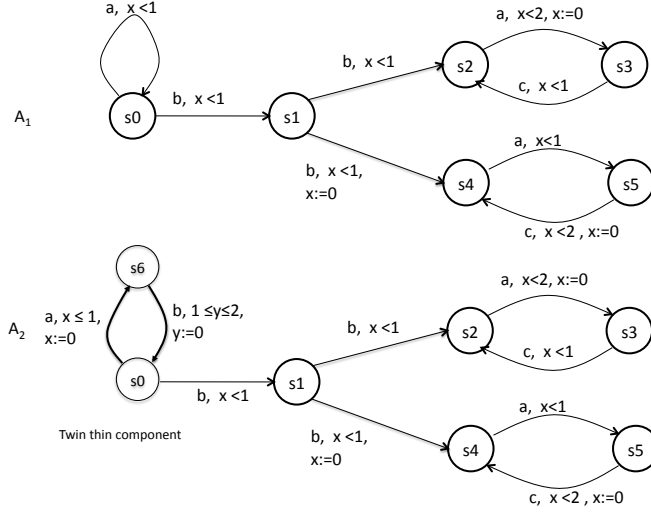 a, x<1
a, x<2, x:=0
s2
s3
b, x <1
c, x <1
A1
s0
b, x <1
s1
a, x<1
b, x <1,
x:=0
s4
s5
c, x <2 , x:=0
s6
a, x ≤ 1,
x:=0
b, 1 ≤y≤2,
y:=0
A2
a, x<2, x:=0
s2
s3
b, x <1
c, x <1
s0
b, x <1
s1
a, x<1
b, x <1,
x:=0
s4
s5
c, x <2 , x:=0
Twin thin component